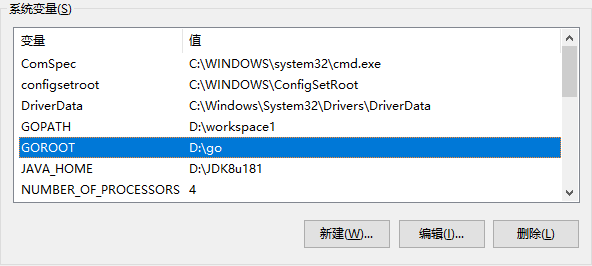 系统变量(S)
变量 值
ComSpec C:\WINDOWS\system32\cmd.exe
configsetroot C:\WINDOWS\ConfigSetRoot
DriverData C:\Windows\System32\Drivers\DriverData
GOPATH D:\workspace1
GOROOT D:\go
JAVA_HOME D:\JDK8u181
NUMBER_OF_PROCESSORS 4
新建(W)... 编辑(I)... 删除(L)